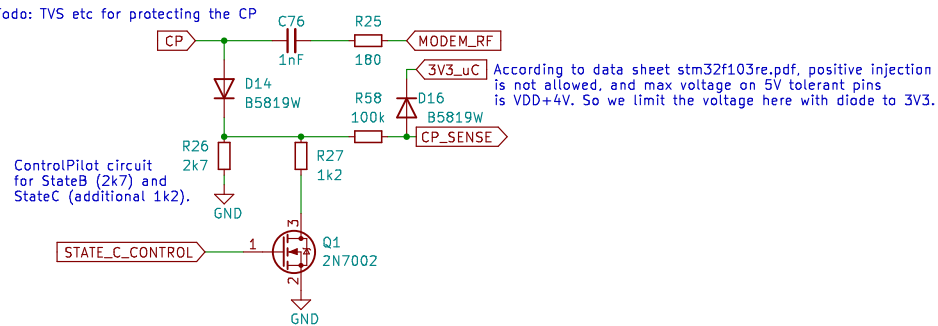 Todo: TVS etc for protecting the CP
C76
R25
CP
MODEM_RF
1nF
180
3V3_uC
According to data sheet stm32f103re.pdf, positive injection
is not allowed, and max voltage on 5V tolerant pins
is VDD+4V. So we limit the voltage here with diode to 3V3.
D14
B5819W
R58
100k
D16
B5819W
CP_SENSE
R26
2k7
R27
1k2
ControlPilot circuit
for StateB (2k7) and
StateC (additional 1k2).
GND
3
STATE_C_CONTROL
1
Q1
2N7002
2
GND